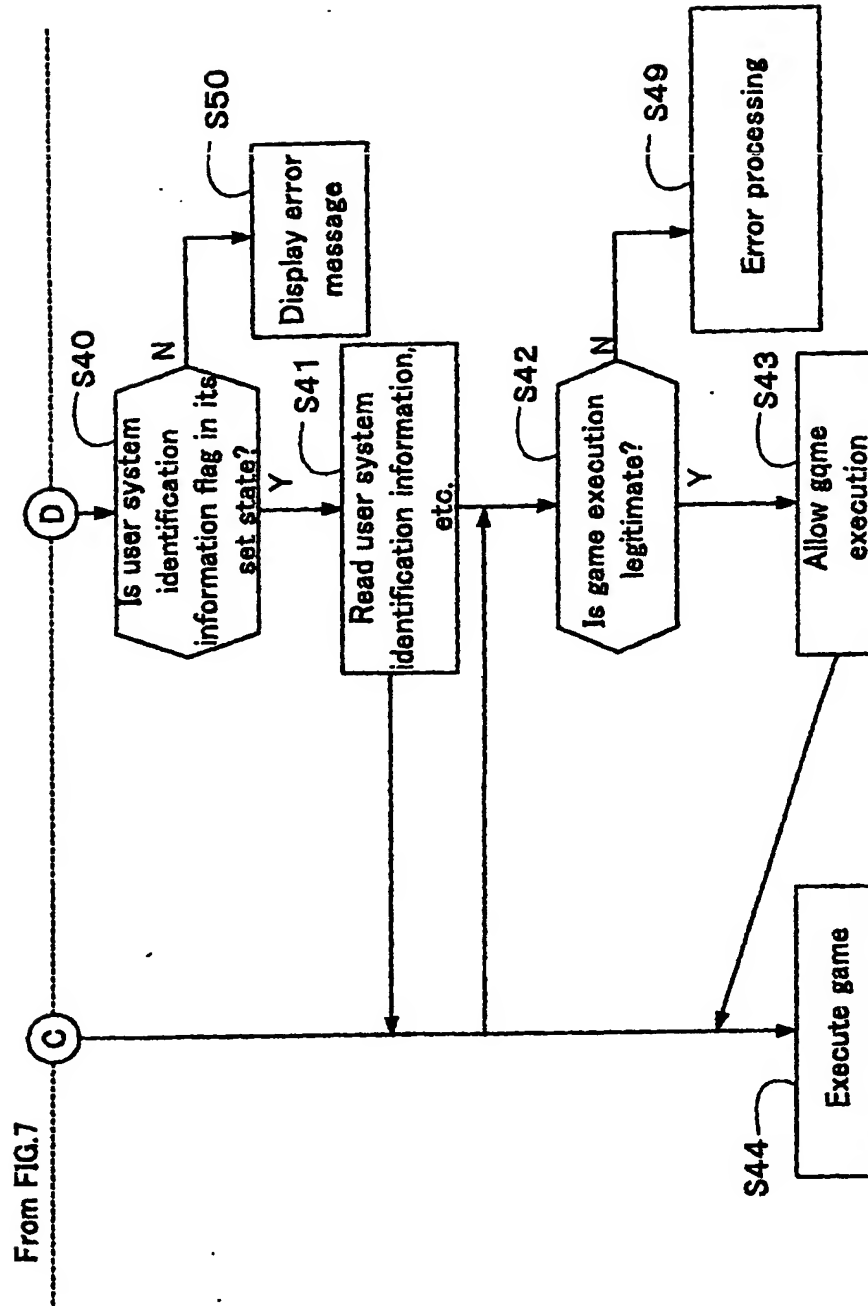 From FIG.7
C
D
S40
Is user system
identification
information flag in its
set state?
N
S50
Display error
message
Y
S41
Read user system
identification information,
etc.
S42
Is game execution
legitimate?
N
S49
Error processing
Y
S43
Allow gqme
execution
S44
Execute game